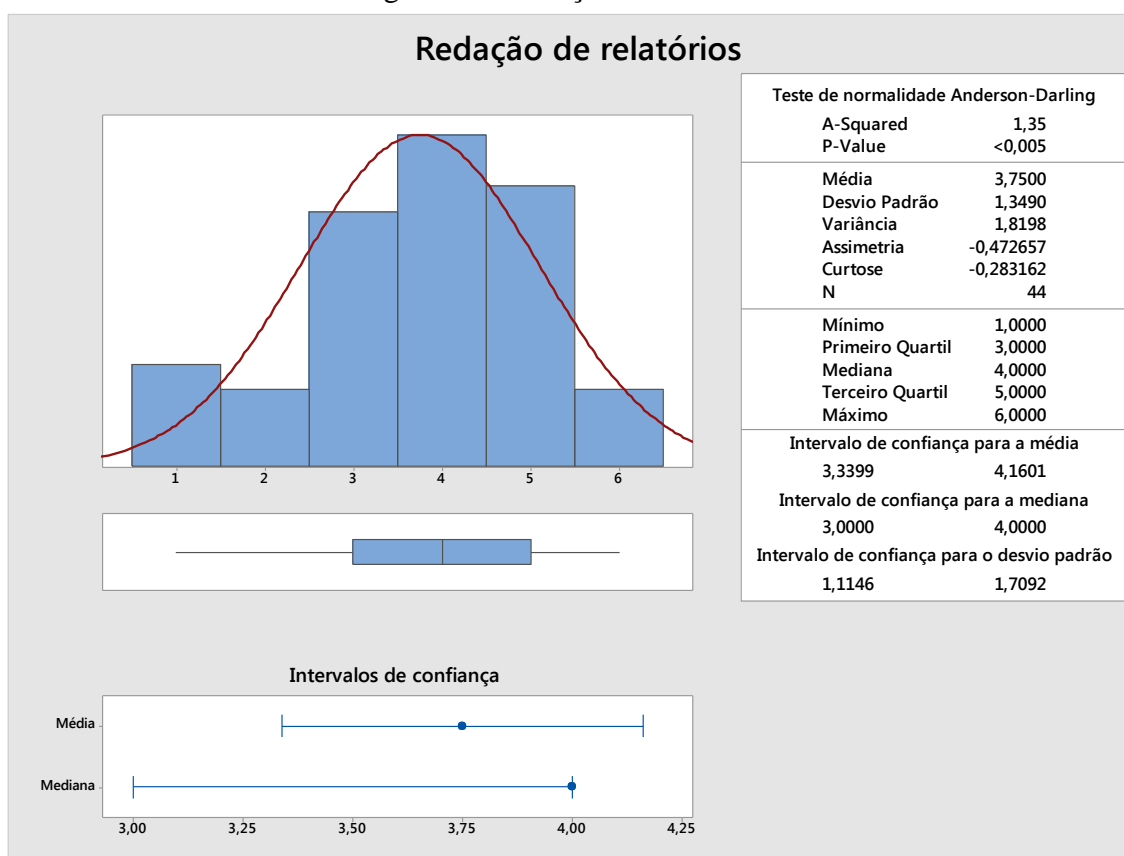 Redação de relatórios
Teste de normalidade Anderson-Darling
A-Squared 1,35
P-Value <0,005
Média 3,7500
Desvio Padrão 1,3490
Variância 1,8198
Assimetria -0,472657
Curtose -0,283162
N 44
Mínimo 1,0000
Primeiro Quartil 3,0000
Mediana 4,0000
Terceiro Quartil 5,0000
Máximo 6,0000
Intervalo de confiança para a média
3,3399 4,1601
Intervalo de confiança para a mediana
3,0000 4,0000
Intervalo de confiança para o desvio padrão
1,1146 1,7092
1 2 3 4 5 6
Intervalos de confiança
Média
Mediana
3,00 3,25 3,50 3,75 4,00 4,25